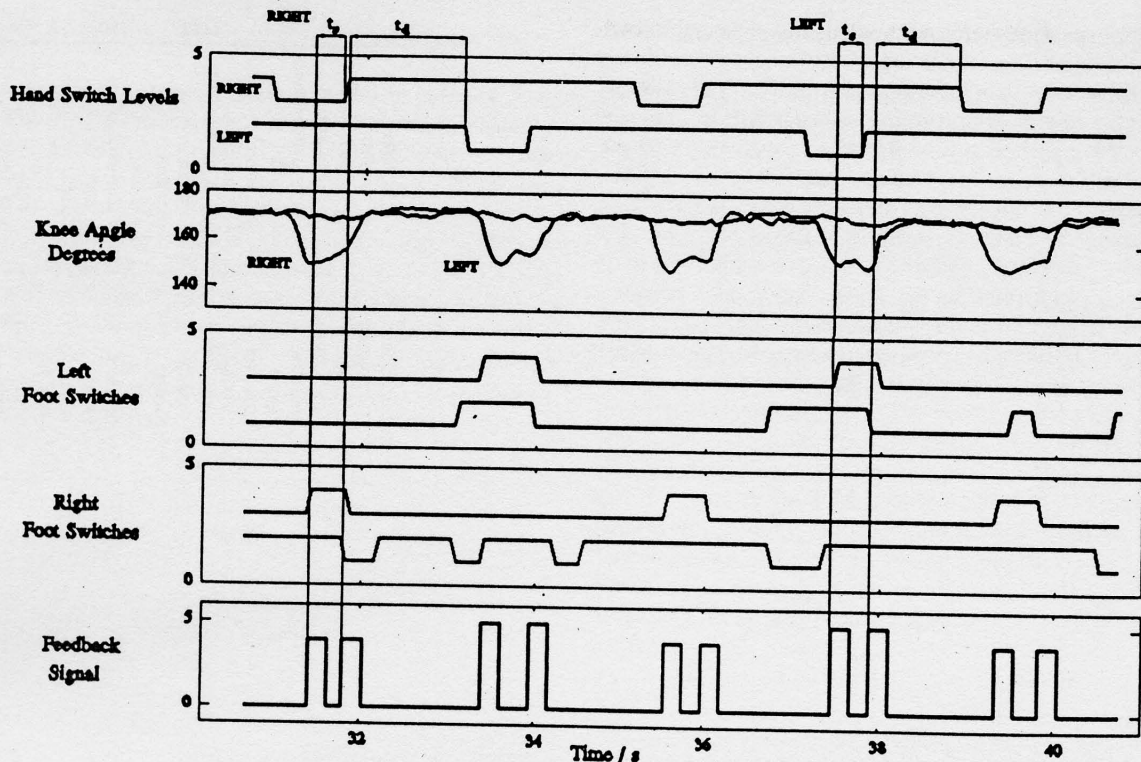 RIGHT t_s t_d LEFT t_s t_d
5
Hand Switch Levels
RIGHT
LEFT
0
180
Knee Angle
Degrees
160
RIGHT
LEFT
140
5
Left
Foot Switches
0
5
Right
Foot Switches
0
5
Feedback
Signal
0
32 34 36 38 40
Time / s